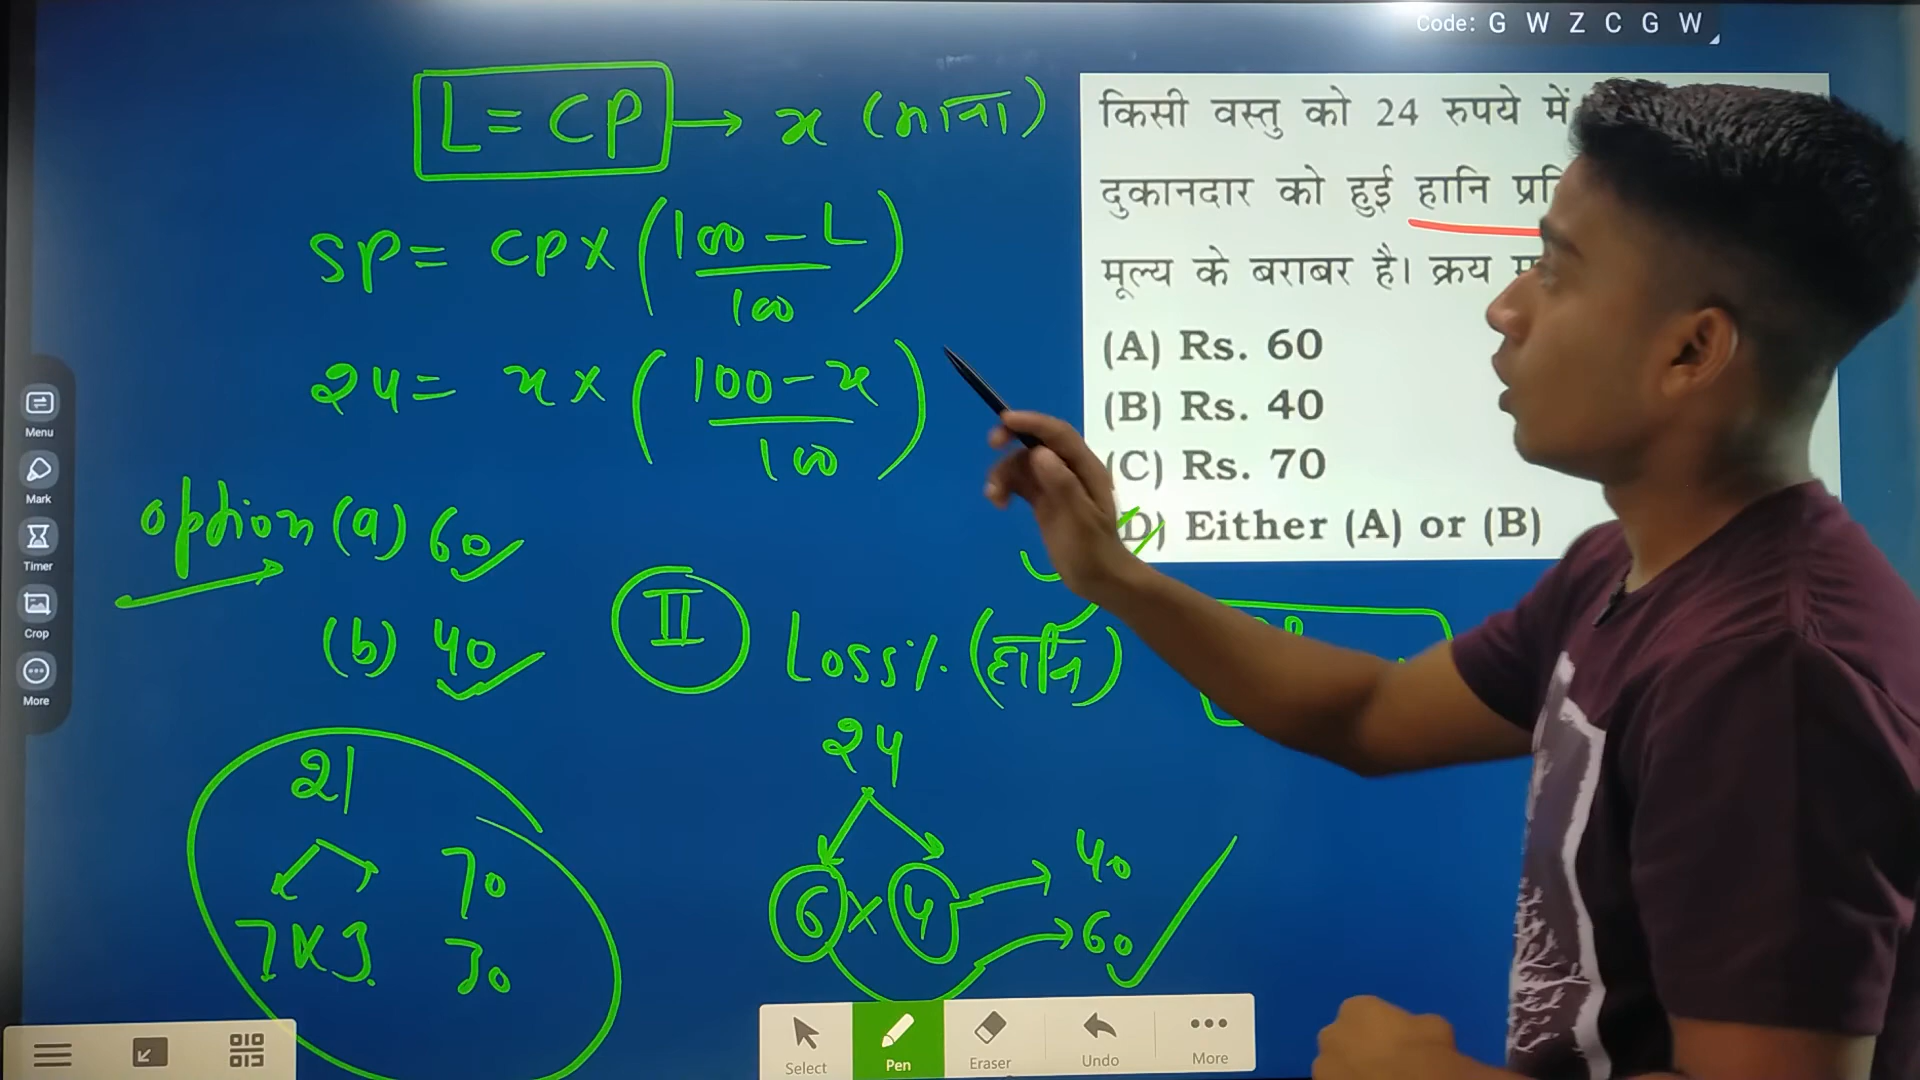 Code: G W Z C G W
L = CP → x (माना)
SP = CP × (100 - L / 100)
24 = x × (100 - x / 100)
option (a) 60
(b) 40
II Loss% (हानि)
24
6 × 4
40
60
21
7 × 3
70
30
किसी वस्तु को 24 रुपये में
दुकानदार को हुई हानि
मूल्य के बराबर है। क्रय
(A) Rs. 60
(B) Rs. 40
(C) Rs. 70
(D) Either (A) or (B)
Menu
Mark
Timer
Crop
More
Select
Pen
Eraser
Undo
More